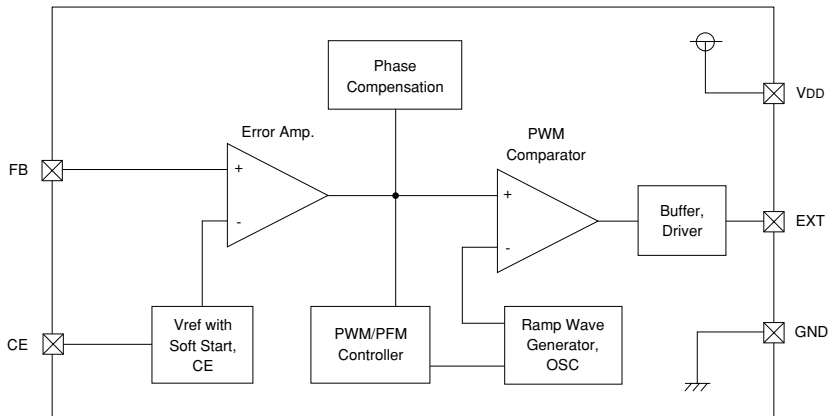 Phase
Compensation
VDD
Error Amp.
PWM
Comparator
FB
+
-
+
-
Buffer,
Driver
EXT
CE
Vref with
Soft Start,
CE
PWM/PFM
Controller
Ramp Wave
Generator,
OSC
GND